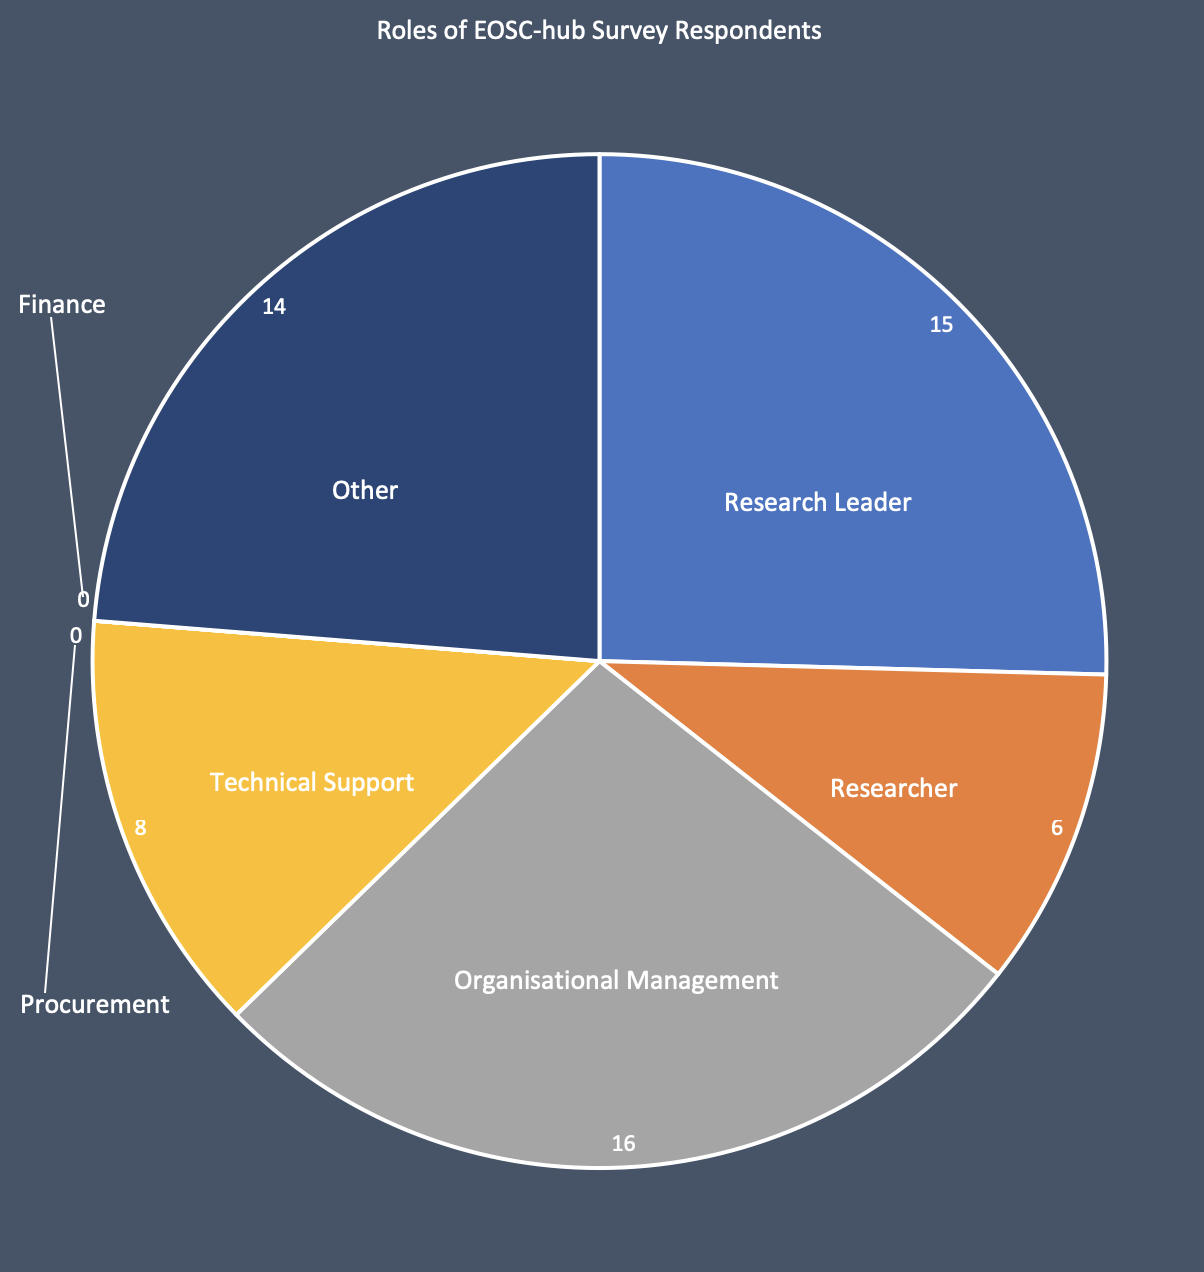 Roles of EOSC-hub Survey Respondents
Finance
14
15
Other
Research Leader
0
0
Technical Support
Researcher
8
6
Organisational Management
Procurement
16